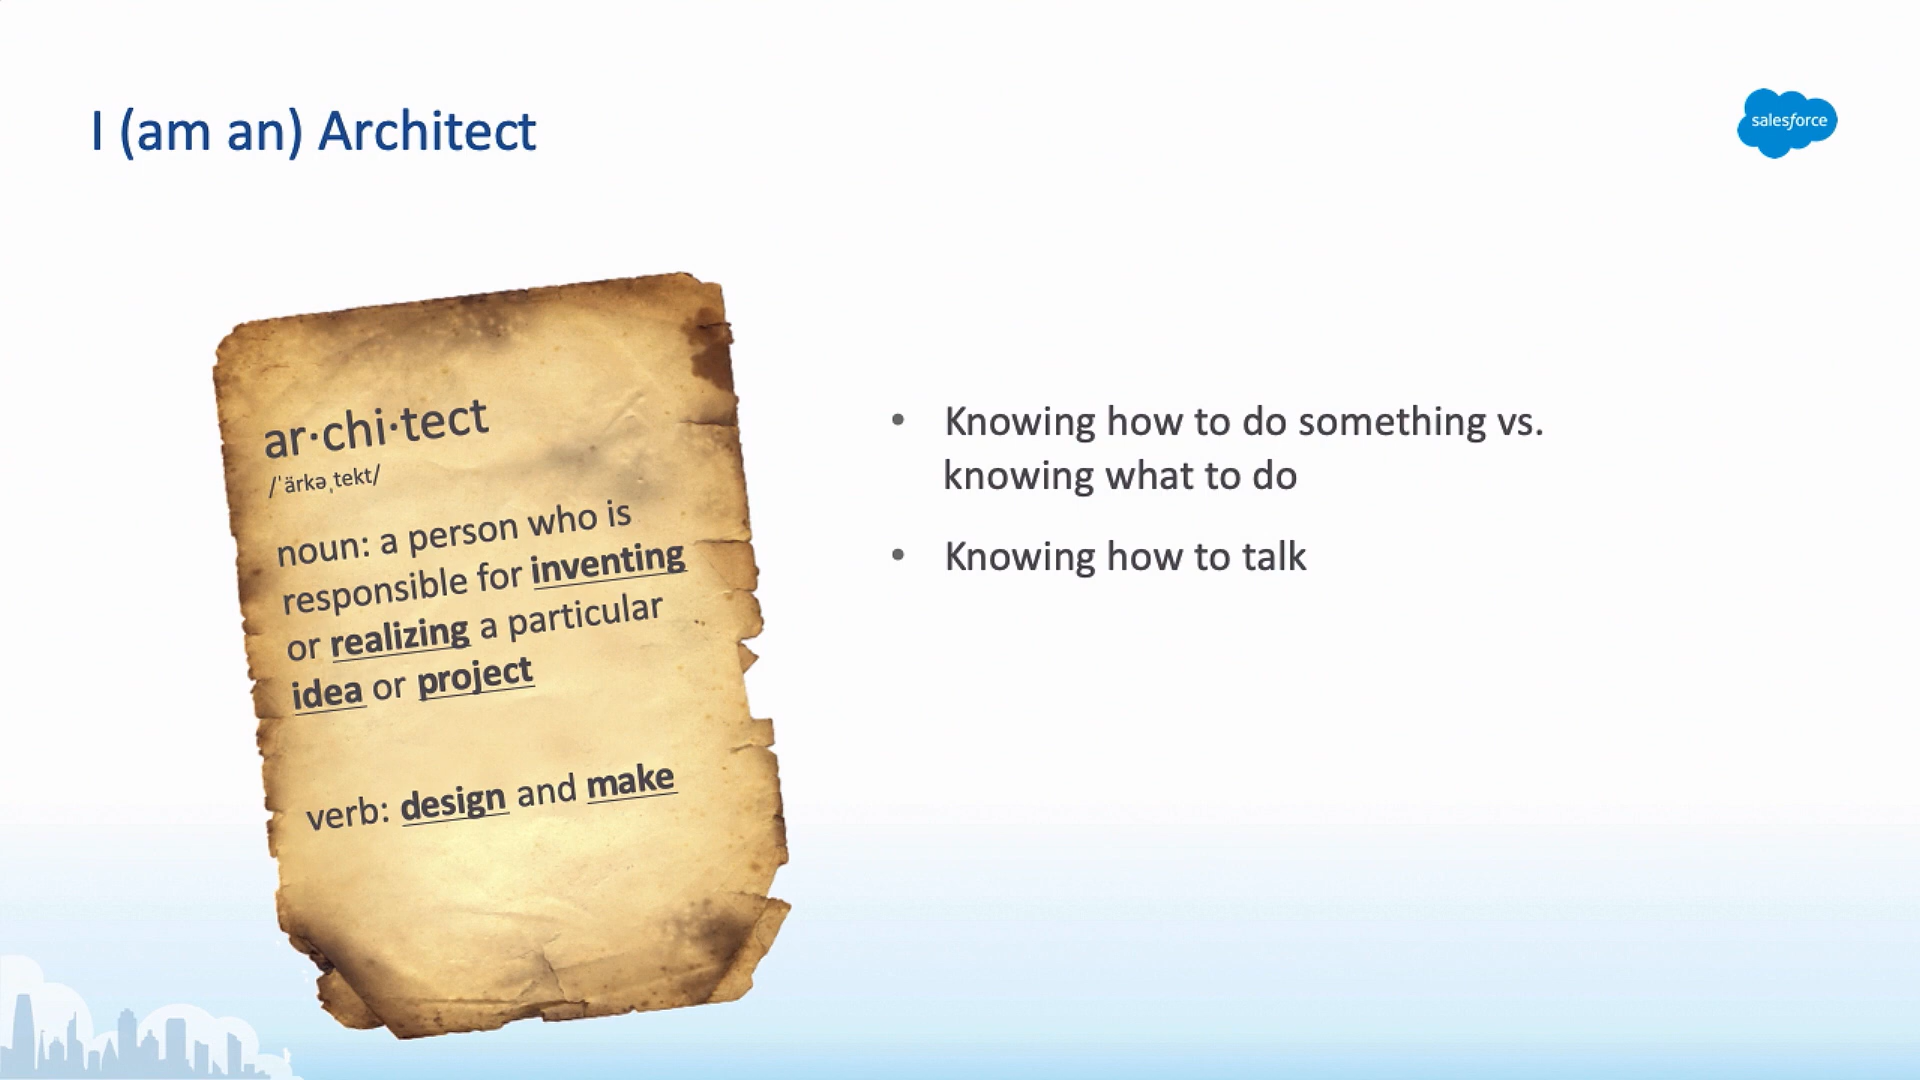 I (am an) Architect
salesforce
ar·chi·tect
/ˈärkəˌtekt/
noun: a person who is
responsible for inventing
or realizing a particular
idea or project
verb: design and make
• Knowing how to do something vs.
knowing what to do
• Knowing how to talk